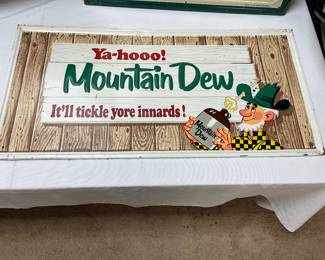 Ya-hooo!
Mountain Dew
It'll tickle yore innards!
Mountain
Dew